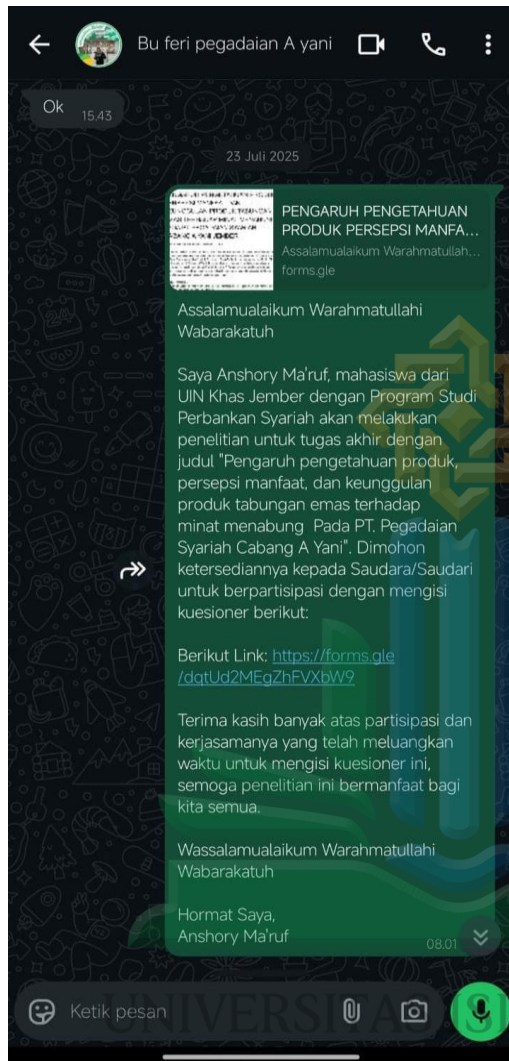 Bu feri pegadaian A yani
Ok
15.43
23 Juli 2025
PENGARUH PENGETAHUAN
PRODUK PERSEPSI MANFA...
Assalamualaikum Warahmatullah...
forms.gle
Assalamualaikum Warahmatullahi
Wabarakatuh
Saya Anshory Ma'ruf, mahasiswa dari
UIN Khas Jember dengan Program Studi
Perbankan Syariah akan melakukan
penelitian untuk tugas akhir dengan
judul "Pengaruh pengetahuan produk,
persepsi manfaat, dan keunggulan
produk tabungan emas terhadap
minat menabung Pada PT. Pegadaian
Syariah Cabang A Yani". Dimohon
ketersediannya kepada Saudara/Saudari
untuk berpartisipasi dengan mengisi
kuesioner berikut:
Berikut Link: https://forms.gle
/dqtUd2MEgZhFVXbW9
Terima kasih banyak atas partisipasi dan
kerjasamanya yang telah meluangkan
waktu untuk mengisi kuesioner ini,
semoga penelitian ini bermanfaat bagi
kita semua.
Wassalamualaikum Warahmatullahi
Wabarakatuh
Hormat Saya,
Anshory Ma'ruf
08.01
Ketik pesan
UNIVERSITAS IS